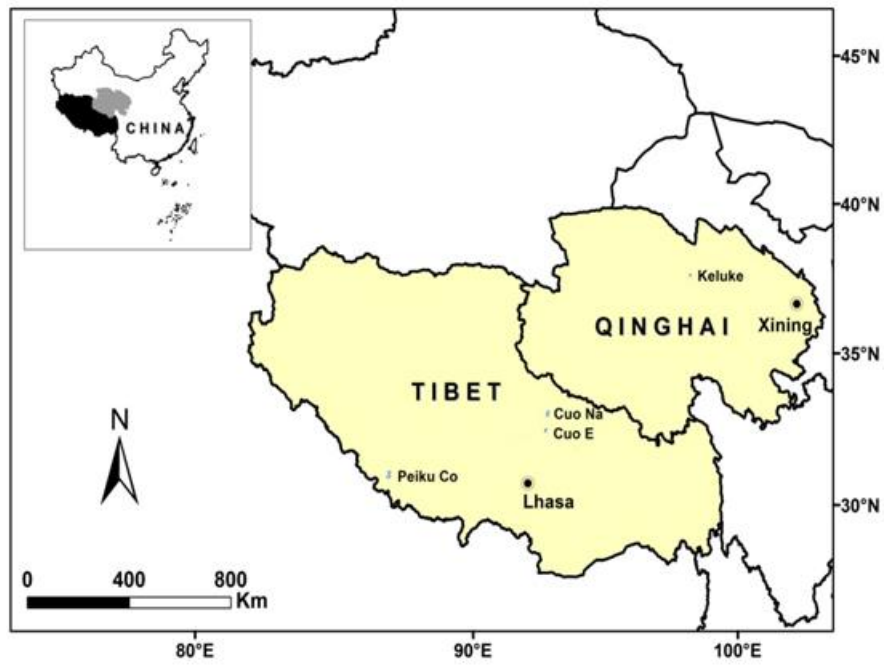 CHINA
45°N
40°N
Keluke
QINGHAI
Xining
35°N
TIBET
Cuo Na
Cuo E
N
Peiku Co
Lhasa
30°N
0 400 800
Km
80°E 90°E 100°E